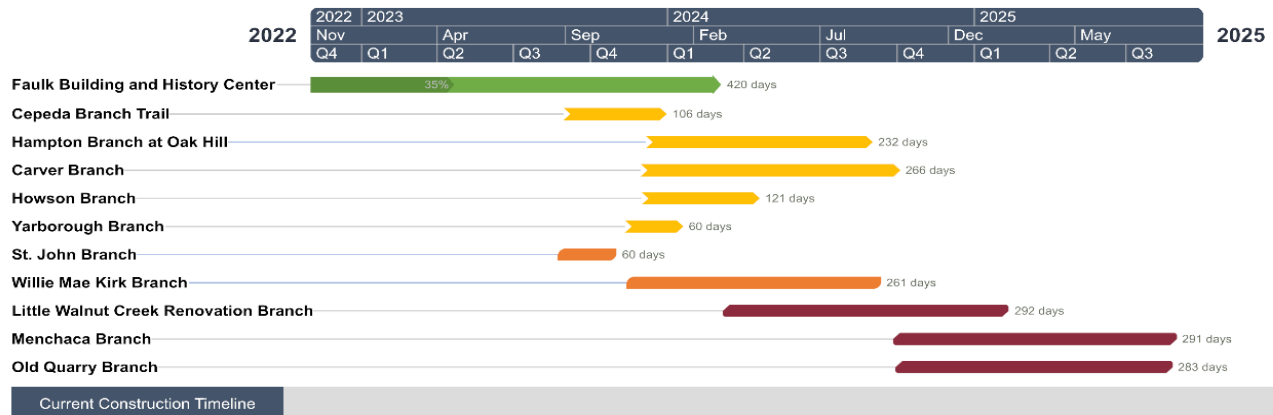 2022 2023 2024 2025
2022 Nov Apr Sep Feb Jul Dec May 2025
Q4 Q1 Q2 Q3 Q4 Q1 Q2 Q3 Q4 Q1 Q2 Q3
Faulk Building and History Center 35% 420 days
Cepeda Branch Trail 106 days
Hampton Branch at Oak Hill 232 days
Carver Branch 266 days
Howson Branch 121 days
Yarborough Branch 60 days
St. John Branch 60 days
Willie Mae Kirk Branch 261 days
Little Walnut Creek Renovation Branch 292 days
Menchaca Branch 291 days
Old Quarry Branch 283 days
Current Construction Timeline